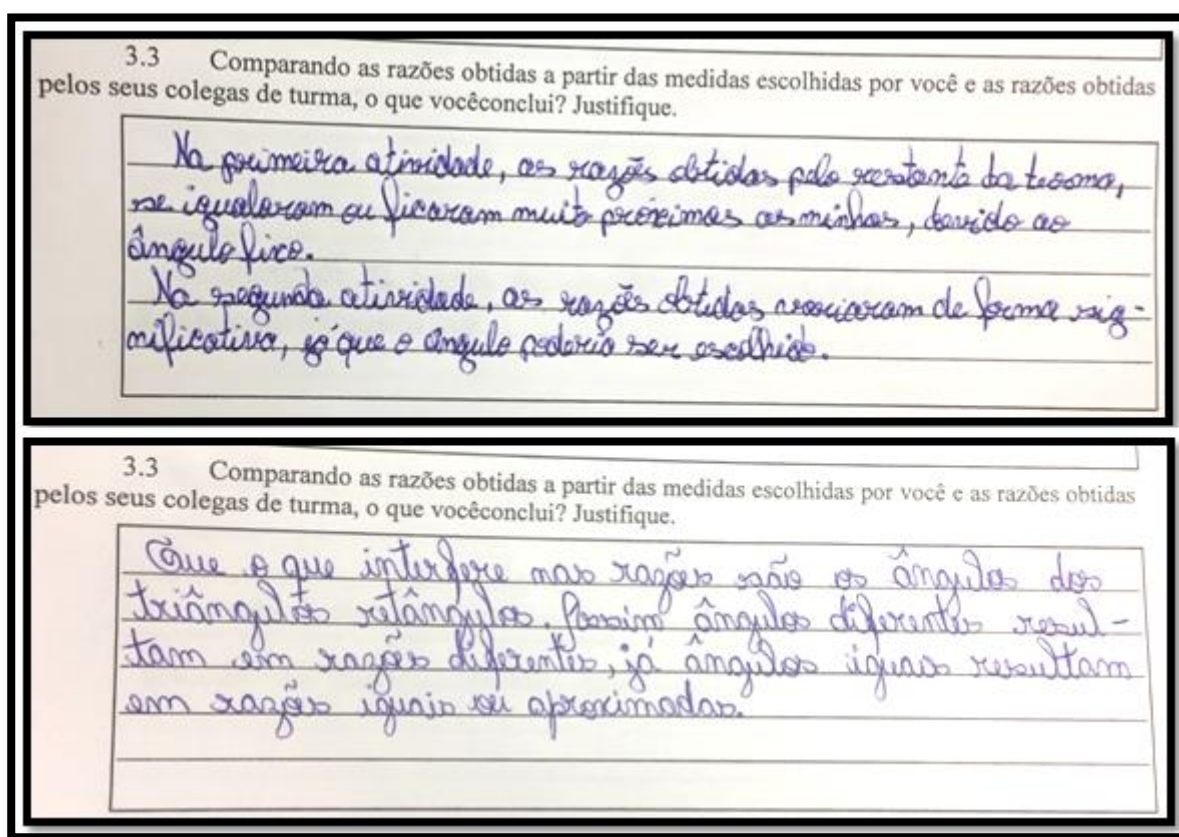 3.3 Comparando as razões obtidas a partir das medidas escolhidas por você e as razões obtidas
pelos seus colegas de turma, o que vocêconclui? Justifique.
Na primeira atividade, as razões obtidas pelo restante da turma,
se igualaram ou ficaram muito próximas as minhas, devido ao
ângulo fixo.
Na segunda atividade, as razões obtidas variaram de forma sig-
nificativa, já que o ângulo poderia ser escolhido.
3.3 Comparando as razões obtidas a partir das medidas escolhidas por você e as razões obtidas
pelos seus colegas de turma, o que vocêconclui? Justifique.
Que o que interfere nas razões são os ângulos dos
triângulos retângulos. Assim ângulos diferentes resul-
tam em razões diferentes, já ângulos iguais resultam
em razões iguais ou aproximadas.